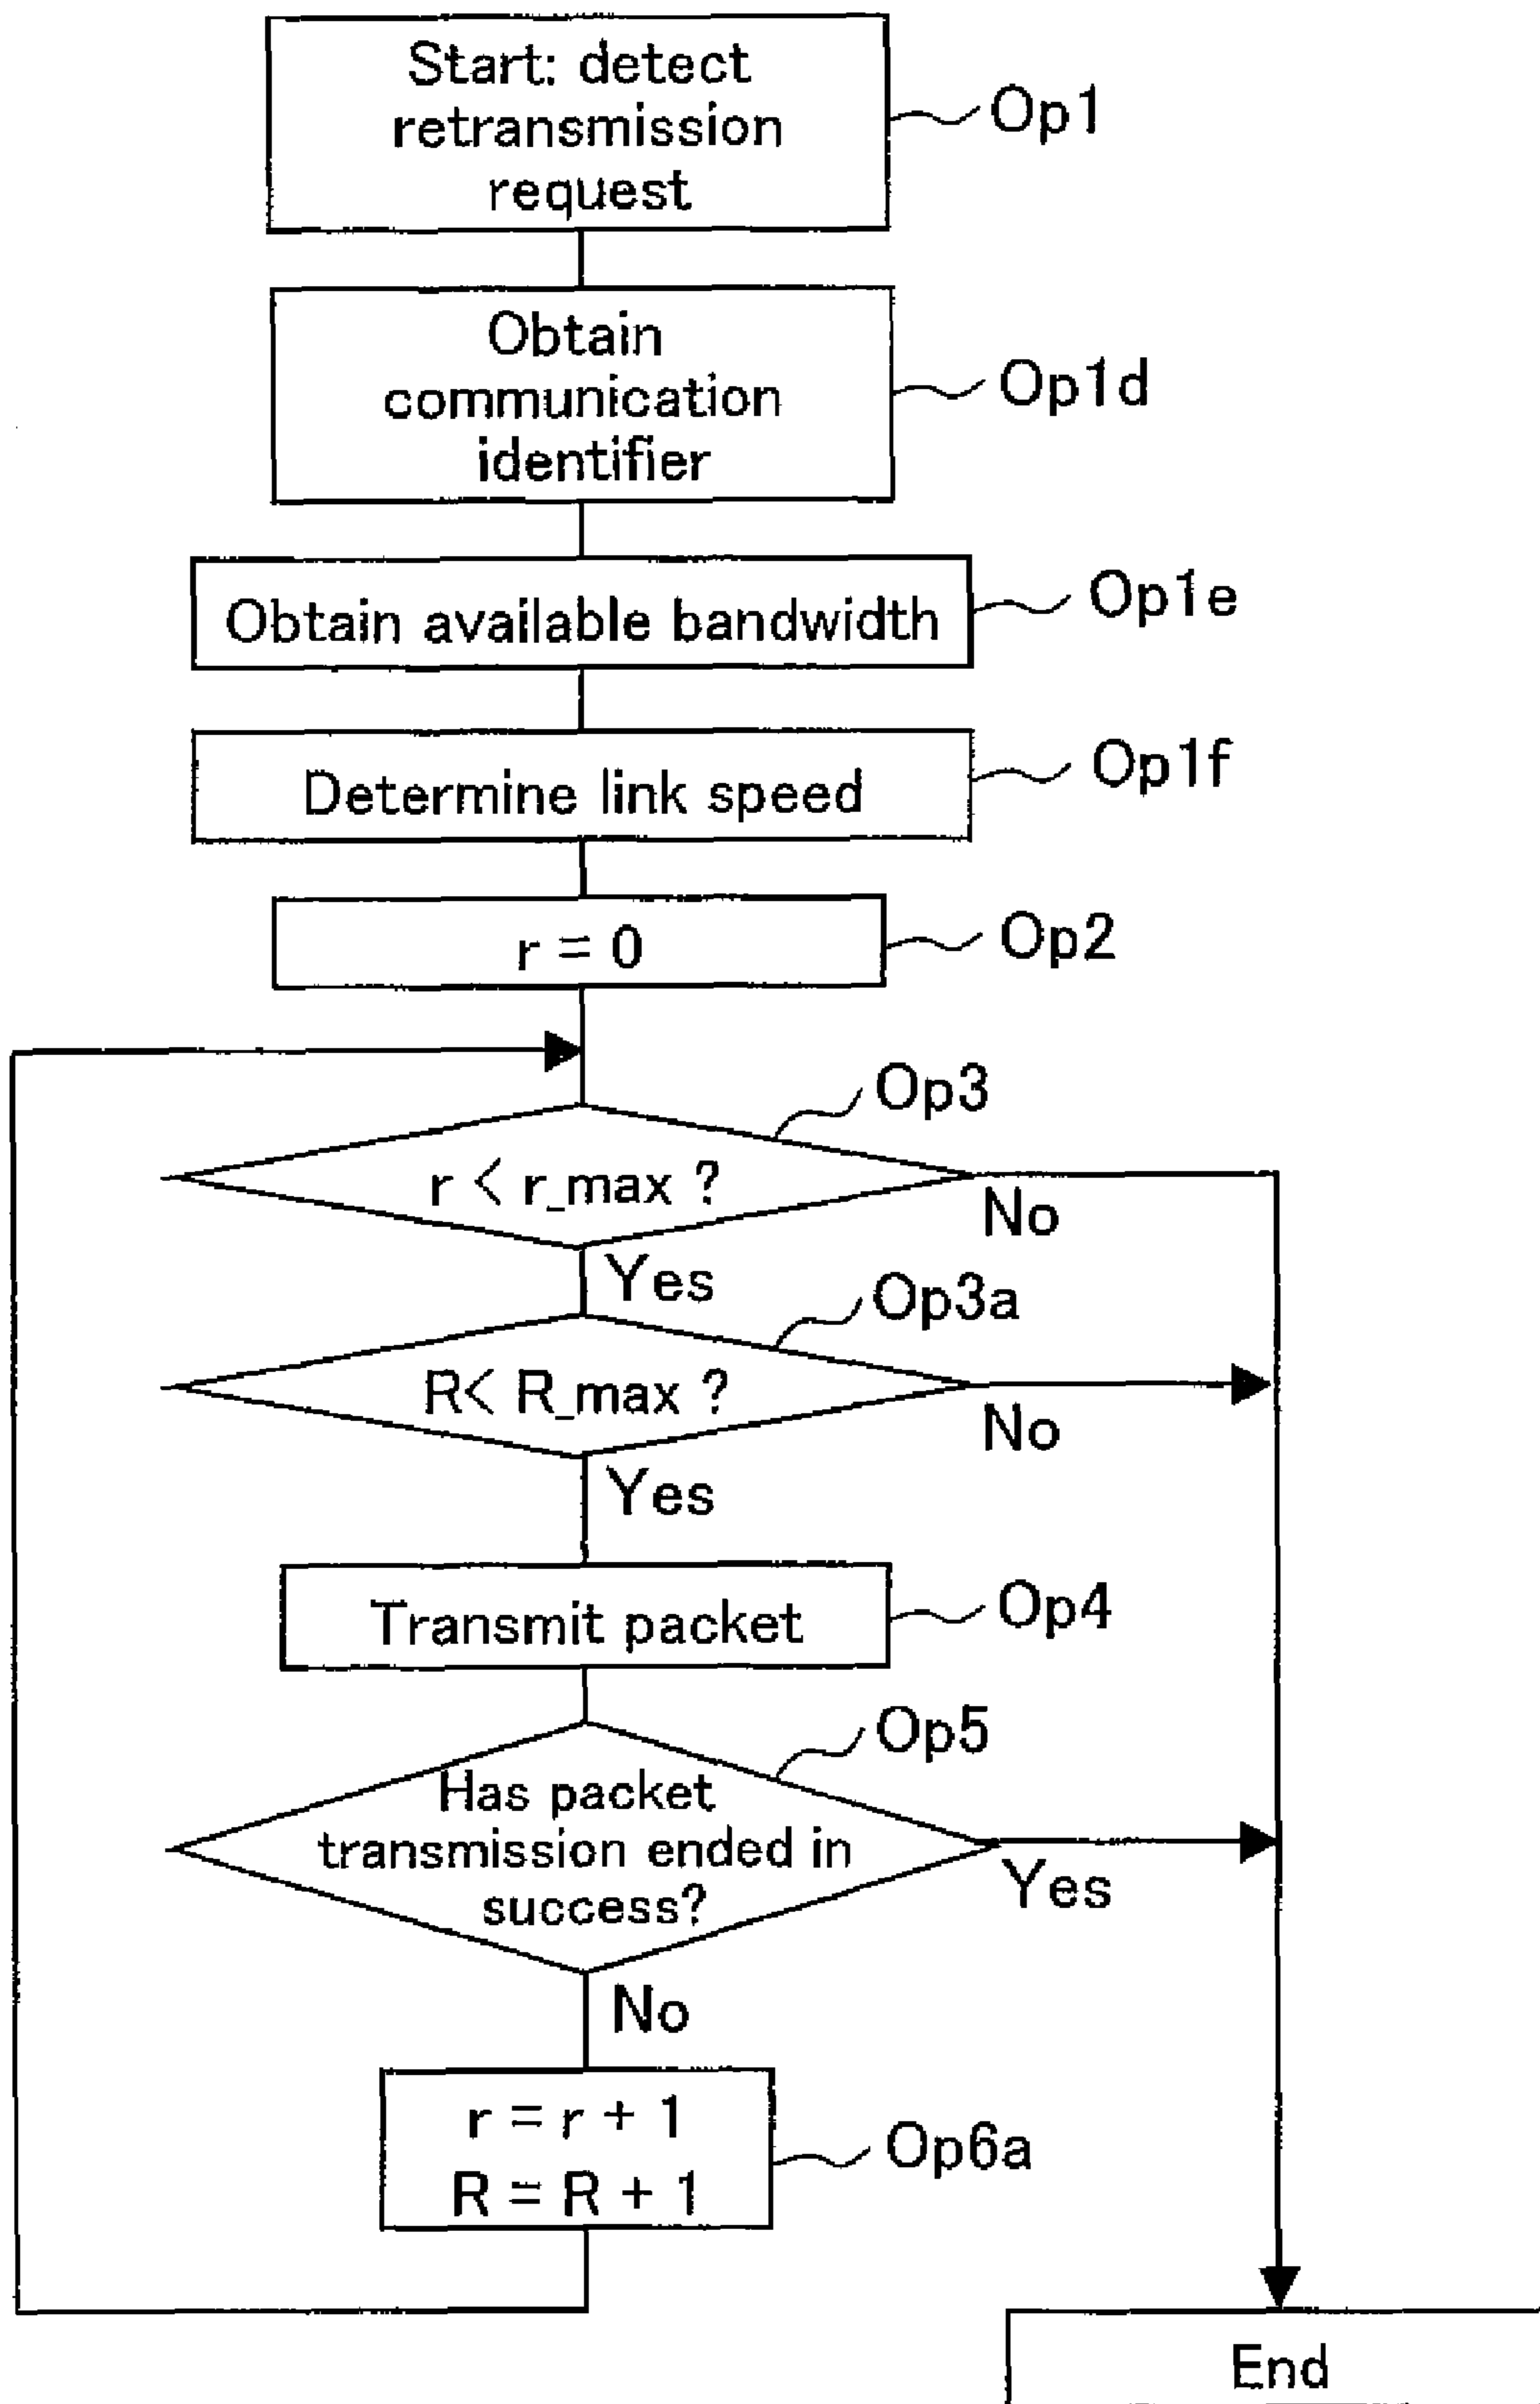 Start: detect
retransmission
request
Op1
Obtain
communication
identifier
Op1d
Obtain available bandwidth
Op1e
Determine link speed
Op1f
r = 0
Op2
Op3
r < r_max ?
No
Yes
Op3a
R< R_max ?
No
Yes
Transmit packet
Op4
Op5
Has packet
transmission ended in
success?
Yes
No
r = r + 1
R = R + 1
Op6a
End